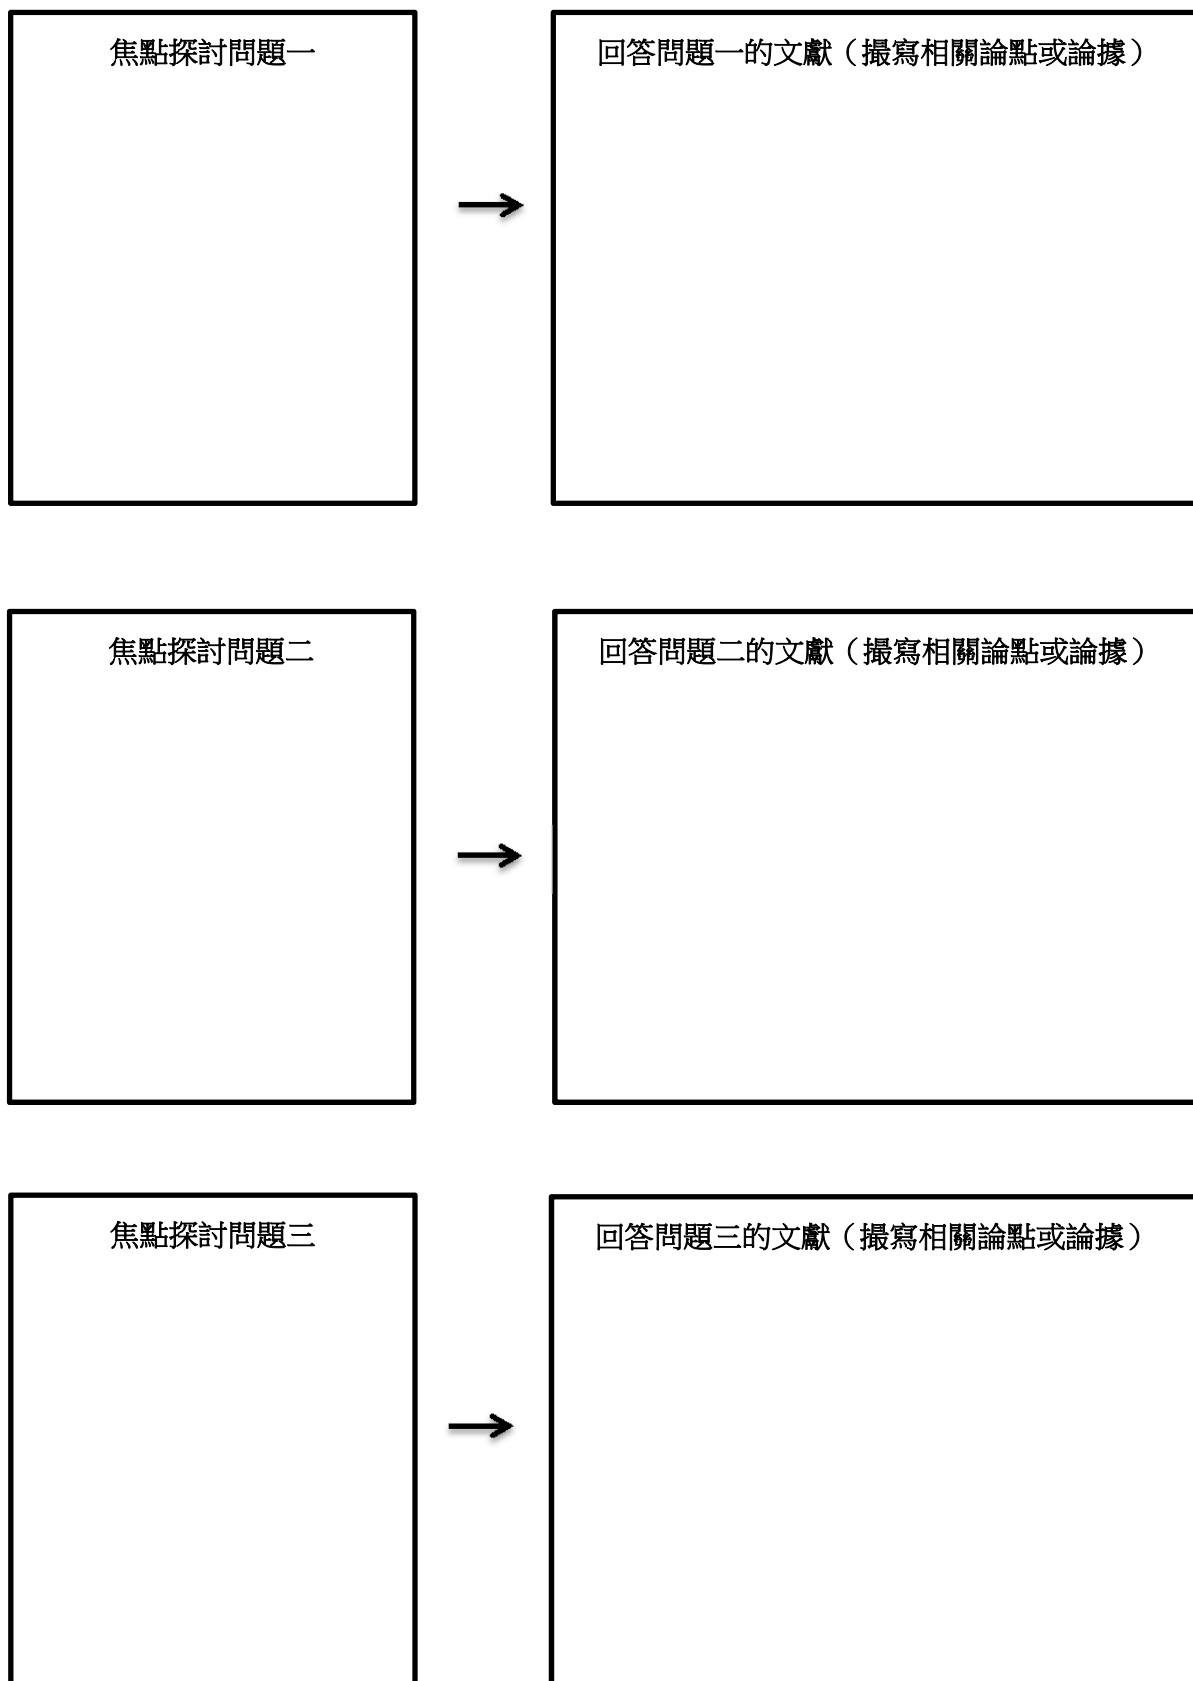 焦點探討問題一
回答問題一的文獻（撮寫相關論點或論據）
焦點探討問題二
回答問題二的文獻（撮寫相關論點或論據）
焦點探討問題三
回答問題三的文獻（撮寫相關論點或論據）